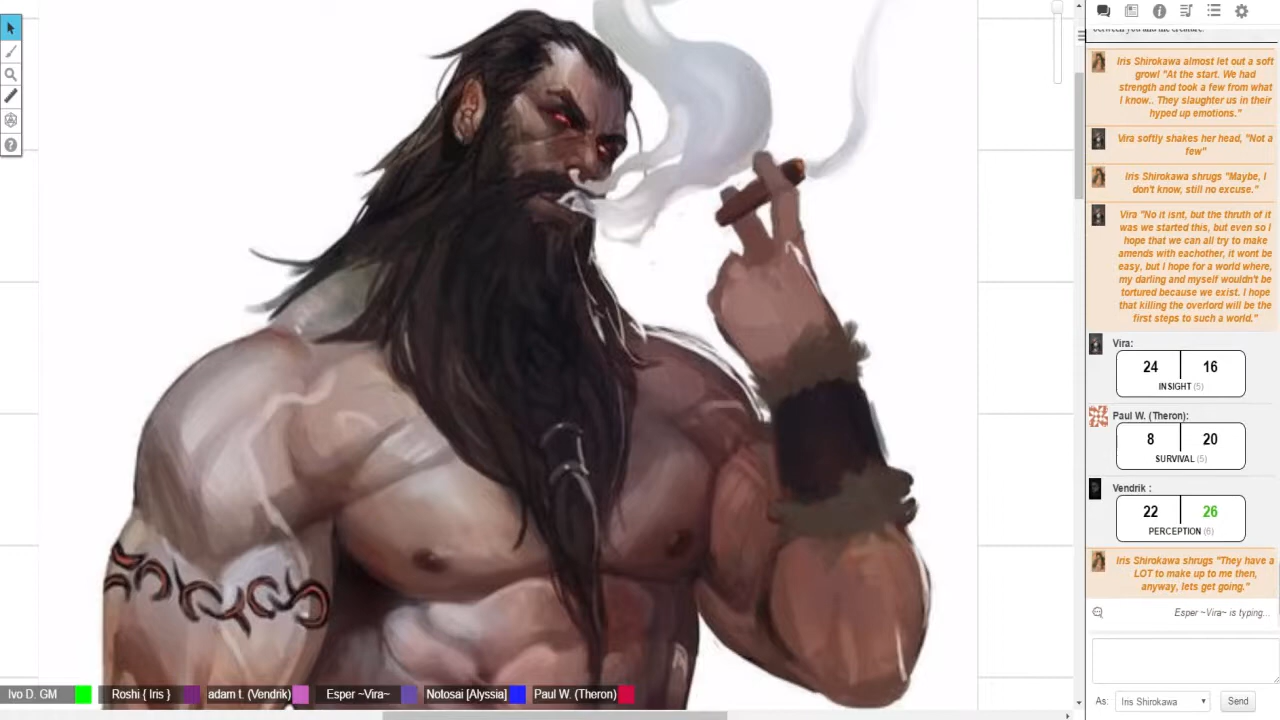 between you and the creature.
Iris Shirokawa almost let out a soft
growl "At the start. We had
strength and took a few from what
I know.. They slaughter us in their
hyped up emotions."
Vira softly shakes her head, "Not a
few"
Iris Shirokawa shrugs "Maybe, I
don't know, still no excuse."
Vira "No it isnt, but the thruth of it
was we started this, but even so I
hope that we can all try to make
amends with eachother, it wont be
easy, but I hope for a world where,
my darling and myself wouldn't be
tortured because we exist. I hope
that killing the overlord will be the
first steps to such a world."
Vira:
24 16
INSIGHT (5)
Paul W. (Theron):
8 20
SURVIVAL (5)
Vendrik :
22 26
PERCEPTION (6)
Iris Shirokawa shrugs "They have a
LOT to make up to me then,
anyway, lets get going."
Esper ~Vira~ is typing...
As: Iris Shirokawa Send
Ivo D. GM Roshi { Iris } adam t. (Vendrik) Esper ~Vira~ Notosai [Alyssia] Paul W. (Theron)